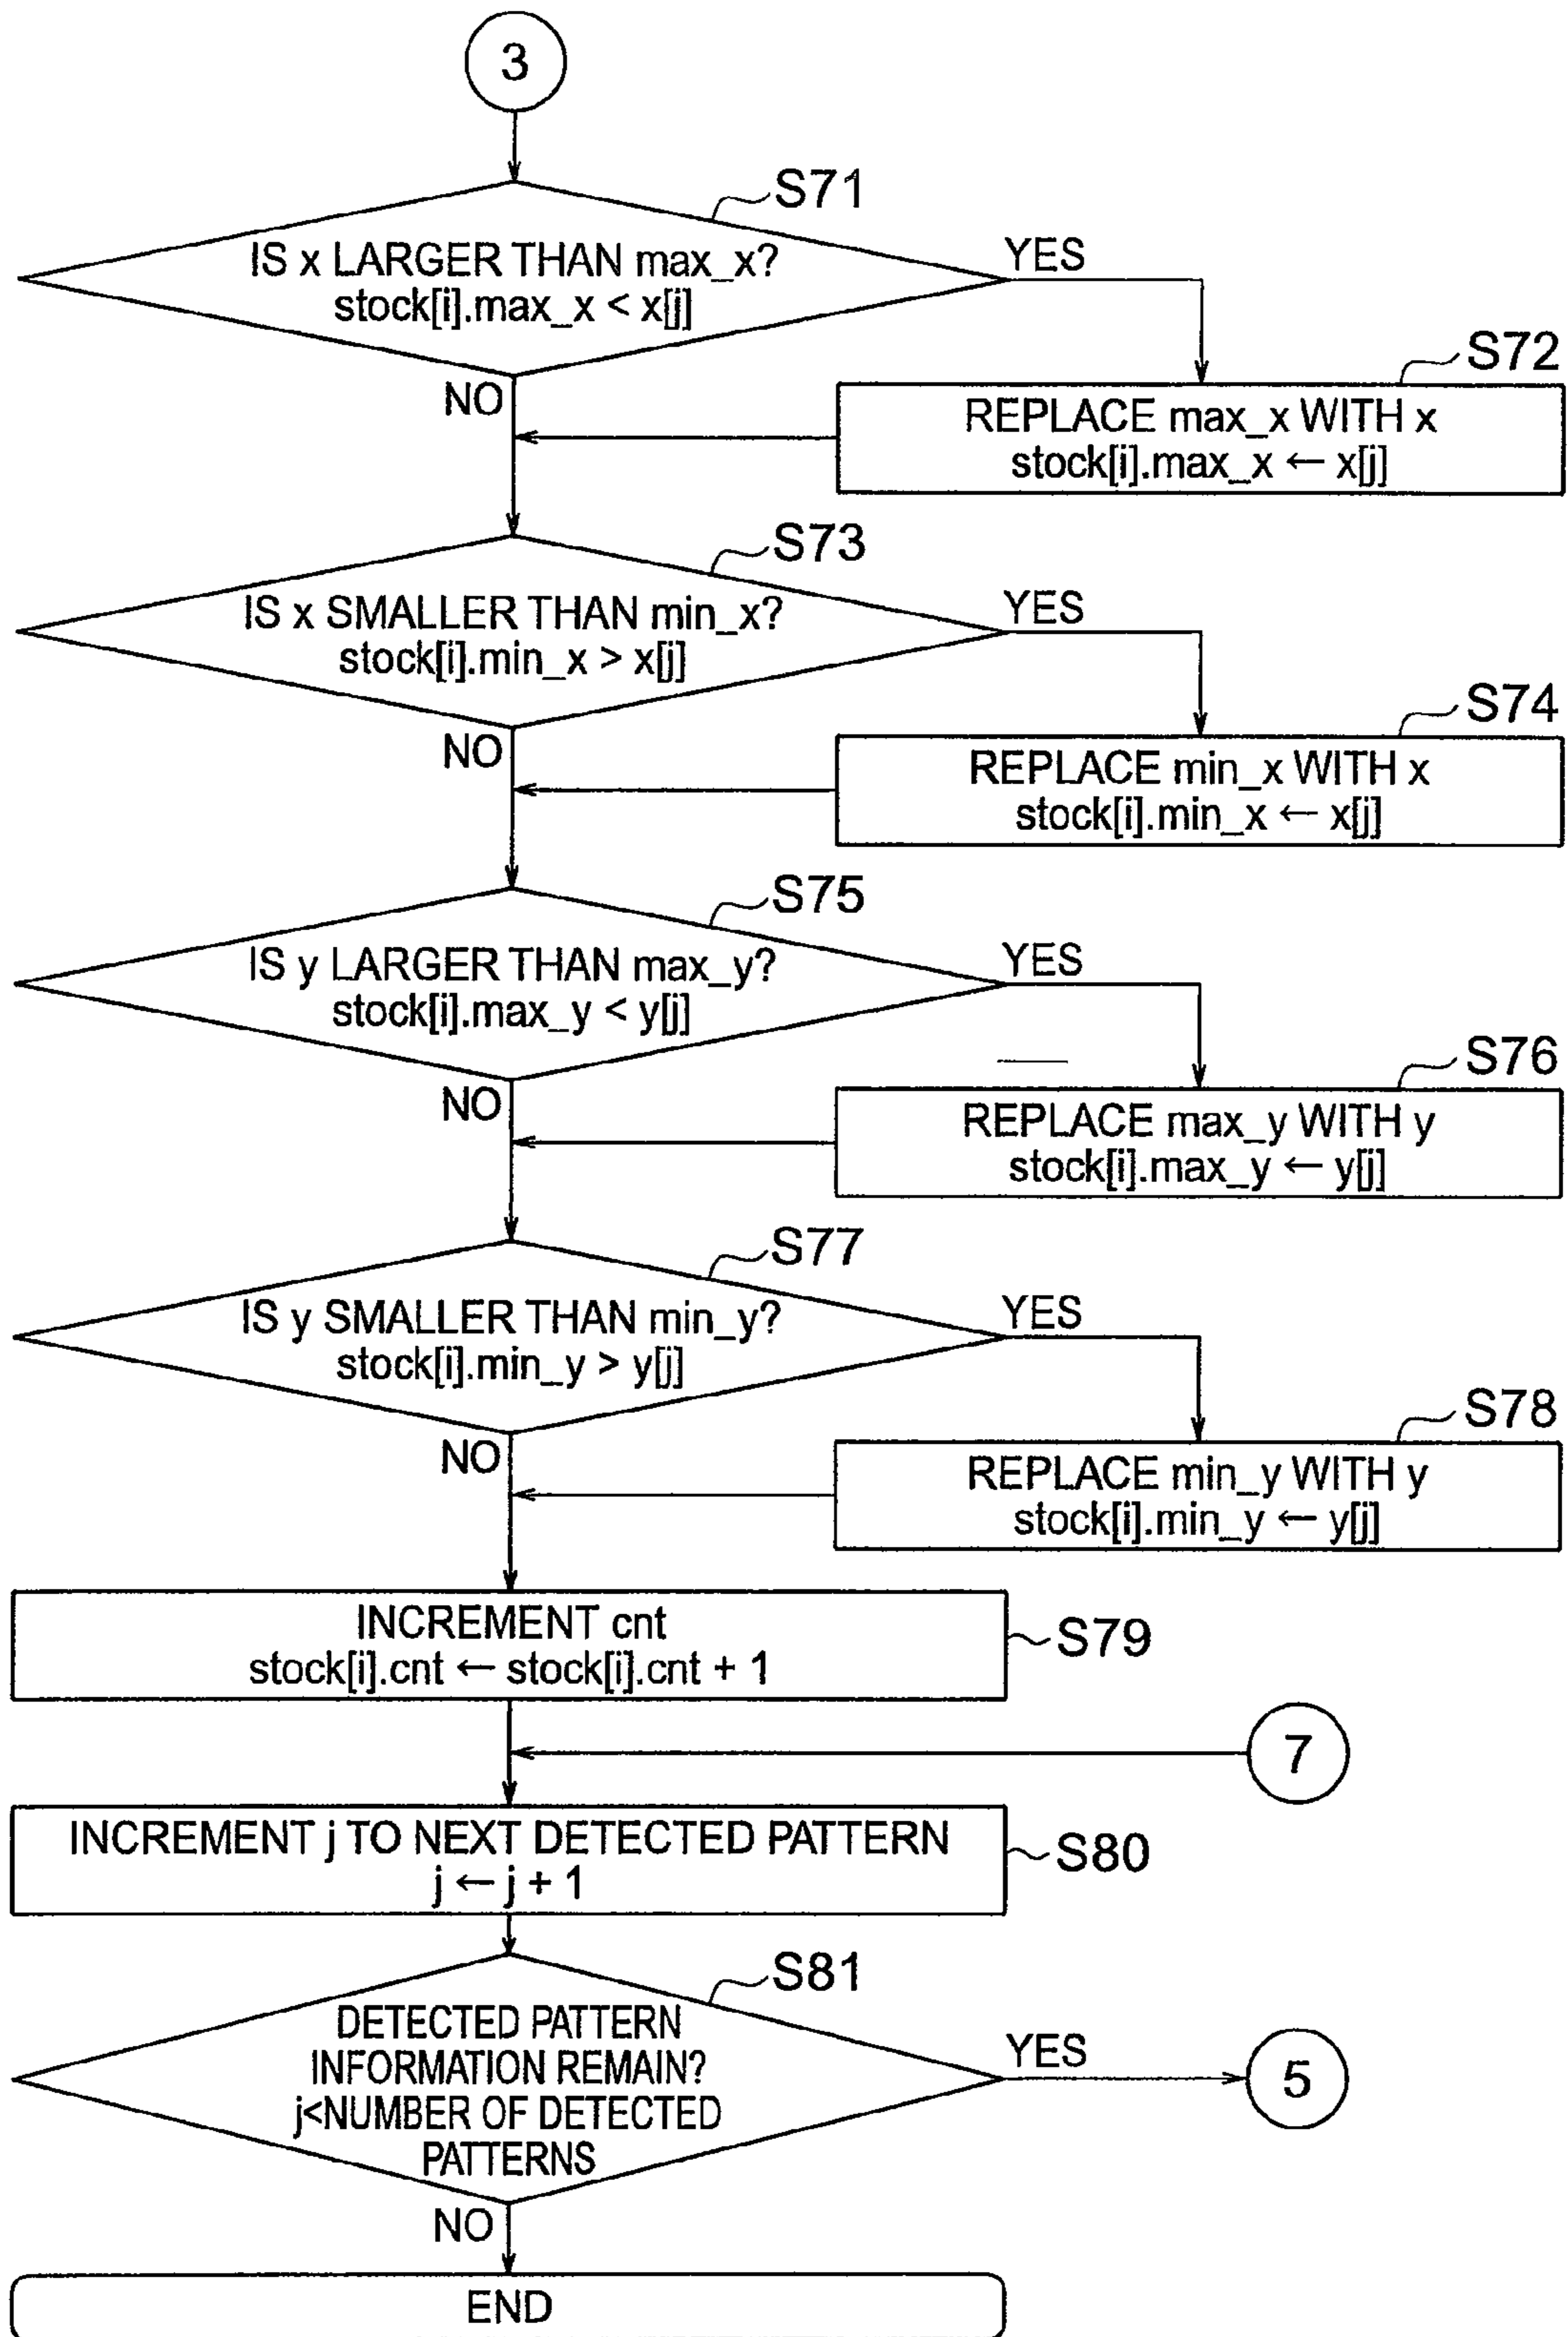 3
S71
IS x LARGER THAN max_x?
stock[i].max_x < x[j]
YES
NO
S72
REPLACE max_x WITH x
stock[i].max_x ← x[j]
S73
IS x SMALLER THAN min_x?
stock[i].min_x > x[j]
YES
NO
S74
REPLACE min_x WITH x
stock[i].min_x ← x[j]
S75
IS y LARGER THAN max_y?
stock[i].max_y < y[j]
YES
NO
S76
REPLACE max_y WITH y
stock[i].max_y ← y[j]
S77
IS y SMALLER THAN min_y?
stock[i].min_y > y[j]
YES
NO
S78
REPLACE min_y WITH y
stock[i].min_y ← y[j]
INCREMENT cnt
stock[i].cnt ← stock[i].cnt + 1
S79
7
INCREMENT j TO NEXT DETECTED PATTERN
j ← j + 1
S80
S81
DETECTED PATTERN
INFORMATION REMAIN?
j<NUMBER OF DETECTED
PATTERNS
YES
5
NO
END